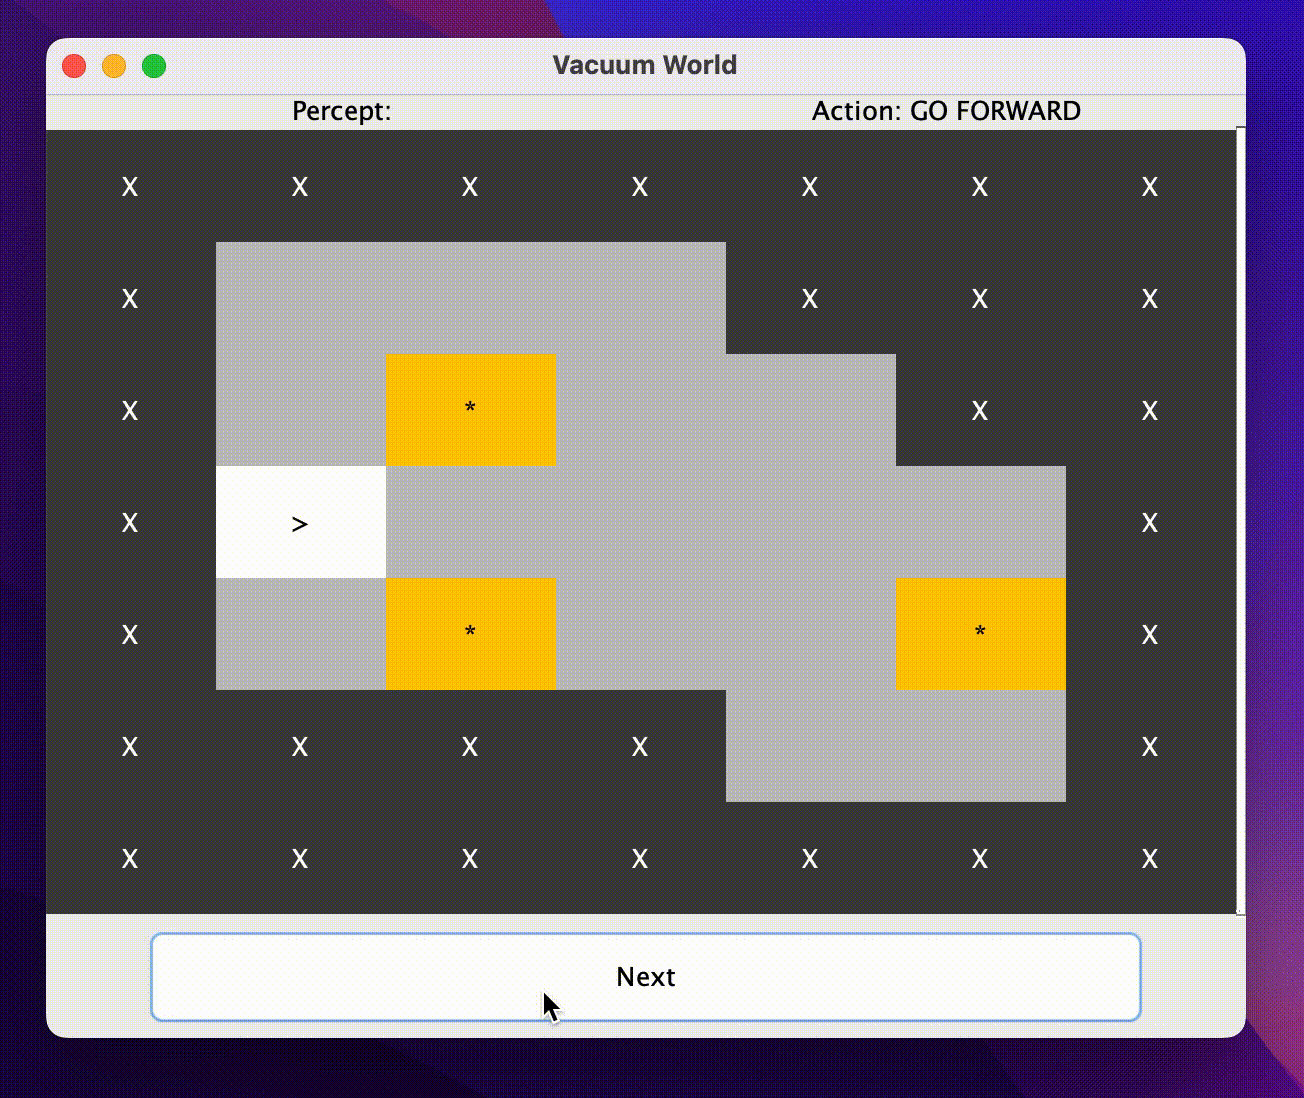 Vacuum World
Percept: Action: GO FORWARD
X X X X X X X
X X X X
X * X X
X > X
X * * X
X X X X X
X X X X X X X
Next